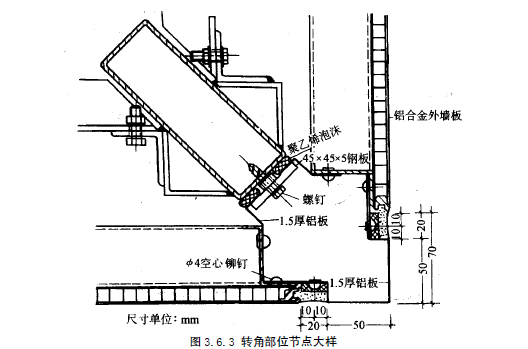 聚乙烯泡沫
铝合金外墙板
45×45×5钢板
螺钉
1.5厚铝板
10 10
20
50
70
φ4空心铆钉
1.5厚铝板
10 10
20
50
尺寸单位：mm
图 3.6.3 转角部位节点大样